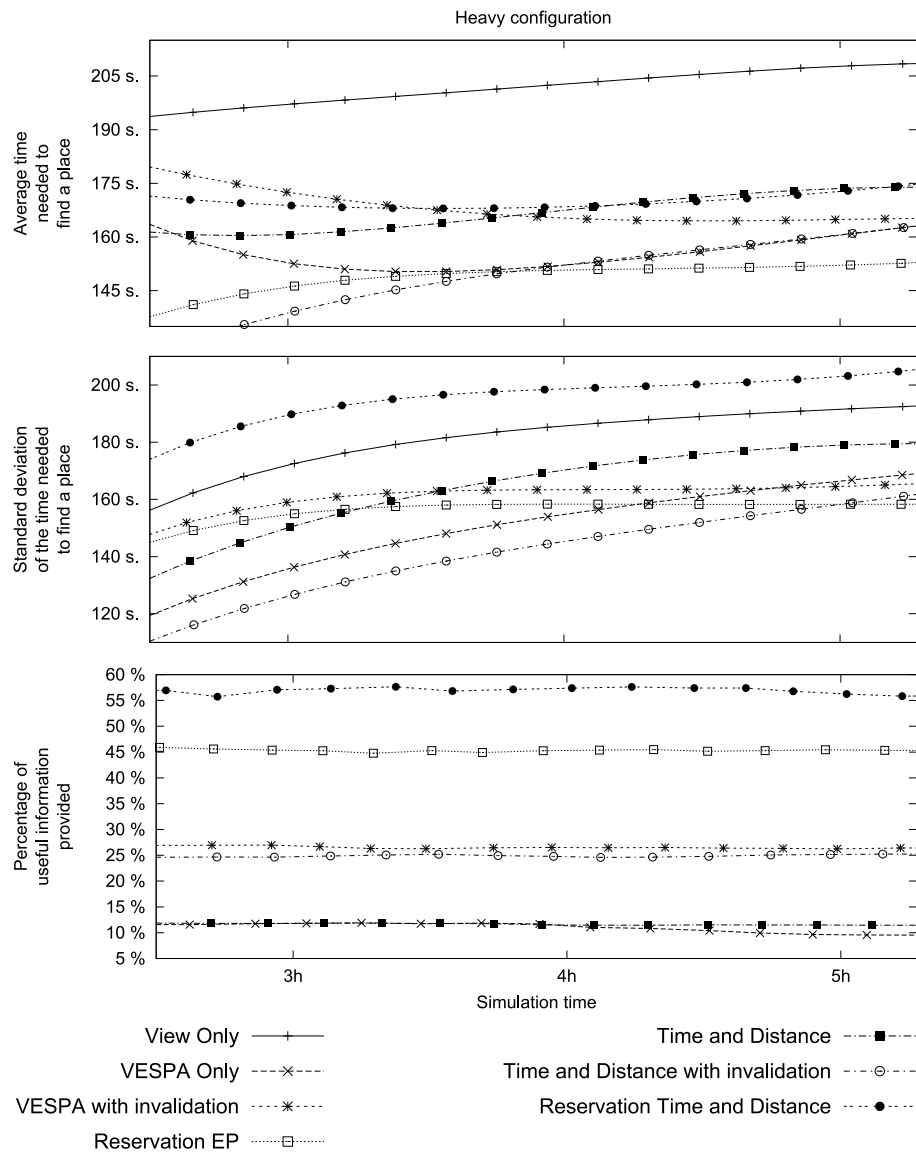 Heavy configuration
Average time
needed to
find a place
205 s.
190 s.
175 s.
160 s.
145 s.
Standard deviation
of the time needed
to find a place
200 s.
180 s.
160 s.
140 s.
120 s.
Percentage of
useful information
provided
60 %
55 %
50 %
45 %
40 %
35 %
30 %
25 %
20 %
15 %
10 %
5 %
3h
4h
5h
Simulation time
View Only
VESPA Only
VESPA with invalidation
Reservation EP
Time and Distance
Time and Distance with invalidation
Reservation Time and Distance